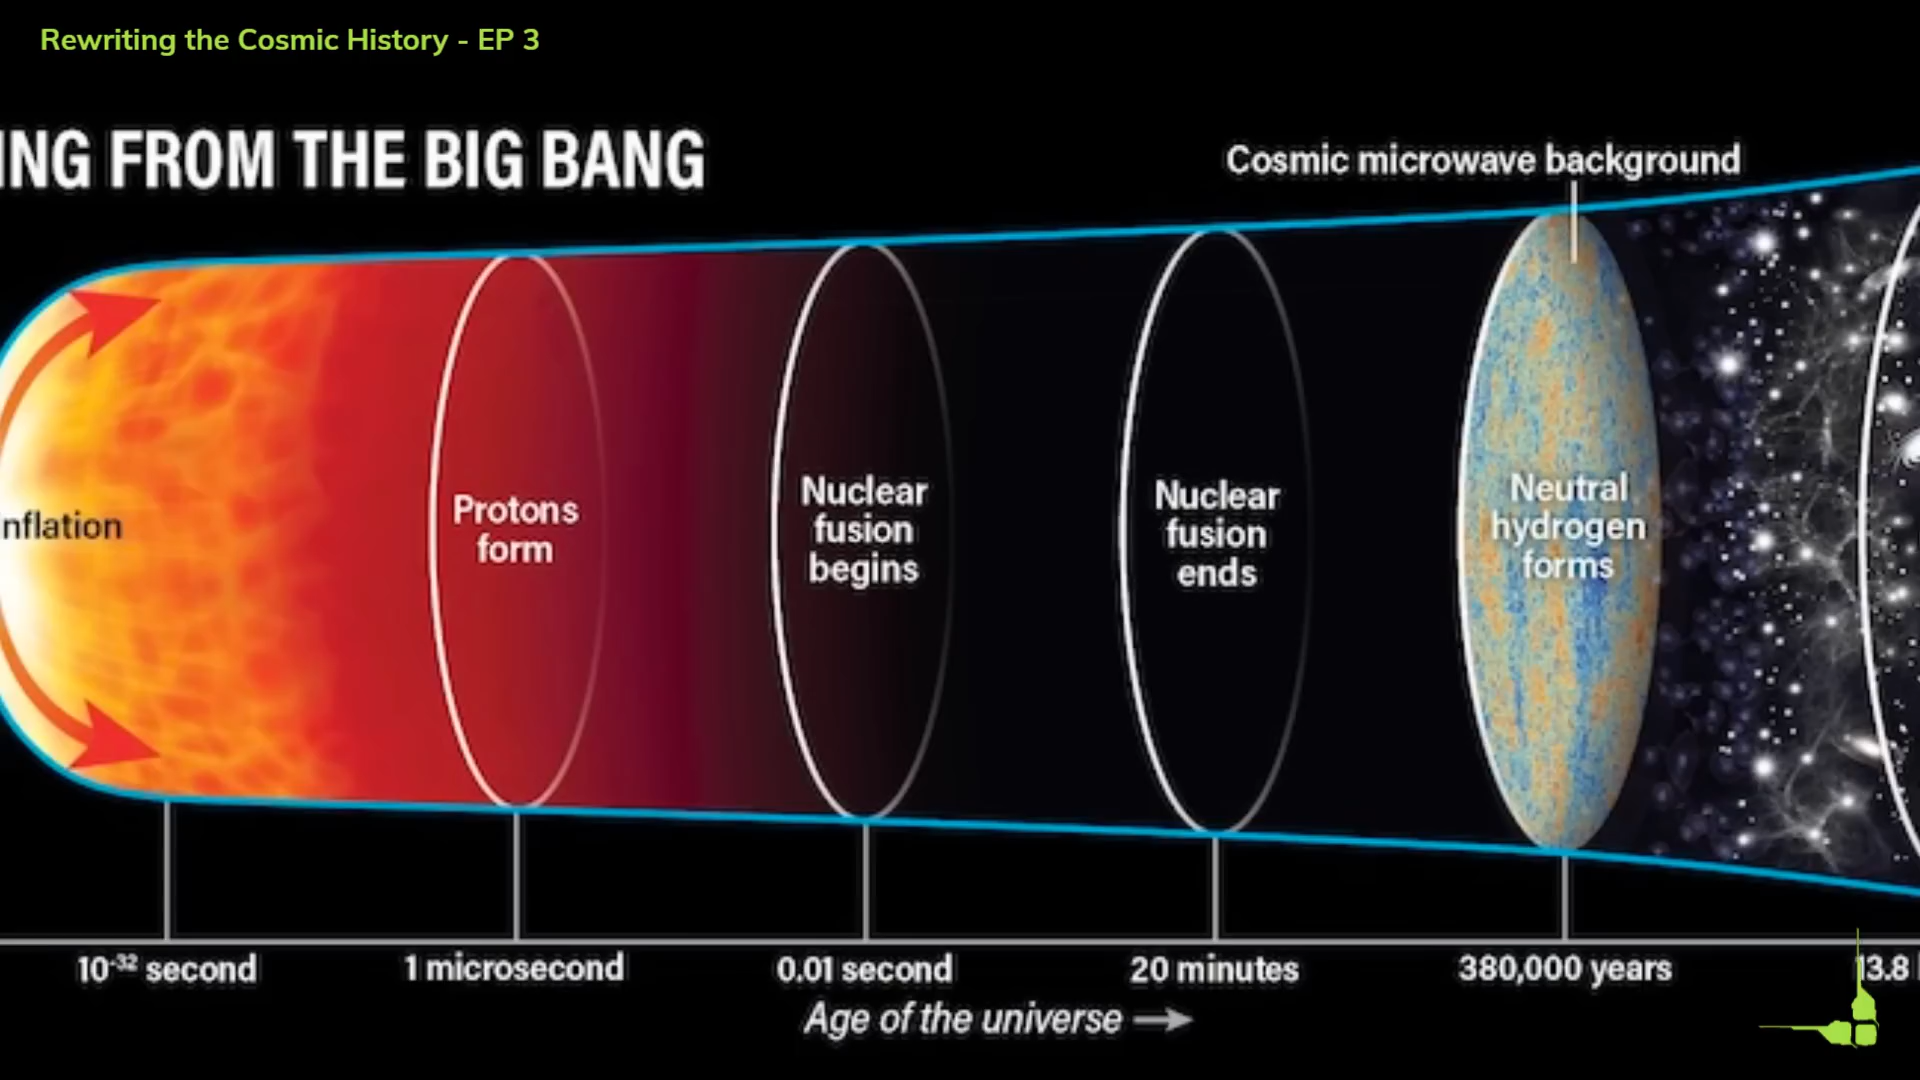 Rewriting the Cosmic History - EP 3
ING FROM THE BIG BANG
Cosmic microwave background
nflation
Protons
form
Nuclear
fusion
begins
Nuclear
fusion
ends
Neutral
hydrogen
forms
10⁻³² second
1 microsecond
0.01 second
20 minutes
380,000 years
13.8
Age of the universe →